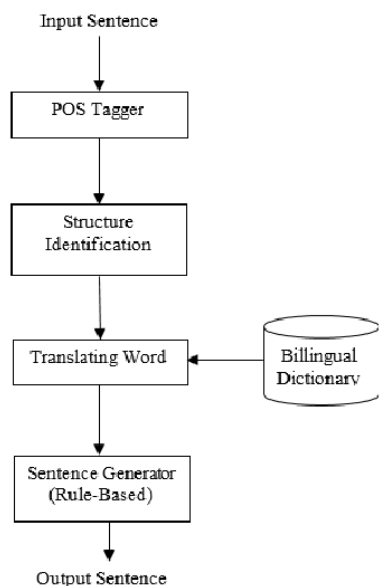 Input Sentence
POS Tagger
Structure
Identification
Translating Word
Billingual
Dictionary
Sentence Generator
(Rule-Based)
Output Sentence